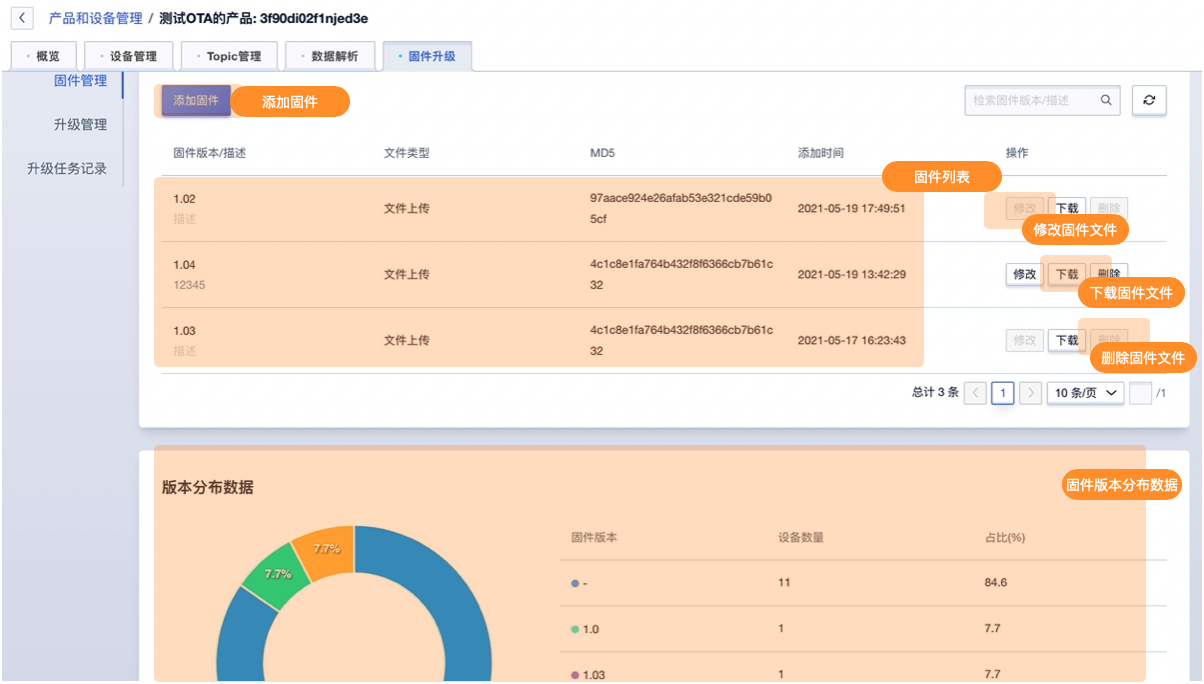 产品和设备管理 / 测试OTA的产品: 3f90di02f1njed3e
概览 设备管理 Topic管理 数据解析 固件升级
固件管理
升级管理
升级任务记录
添加固件 添加固件 检索固件版本/描述
固件版本/描述 文件类型 MD5 添加时间 操作
固件列表
1.02
描述
文件上传
97aace924e26afab53e321cde59b0
5cf
2021-05-19 17:49:51
修改 下载 删除
修改固件文件
1.04
12345
文件上传
4c1c8e1fa764b432f8f6366cb7b61c
32
2021-05-19 13:42:29
修改 下载 删除
下载固件文件
1.03
描述
文件上传
4c1c8e1fa764b432f8f6366cb7b61c
32
2021-05-17 16:23:43
修改 下载 删除
删除固件文件
总计 3 条 1 10 条/页 /1
版本分布数据
固件版本分布数据
7.7%
7.7%
固件版本 设备数量 占比(%)
- 11 84.6
1.0 1 7.7
1.03 1 7.7